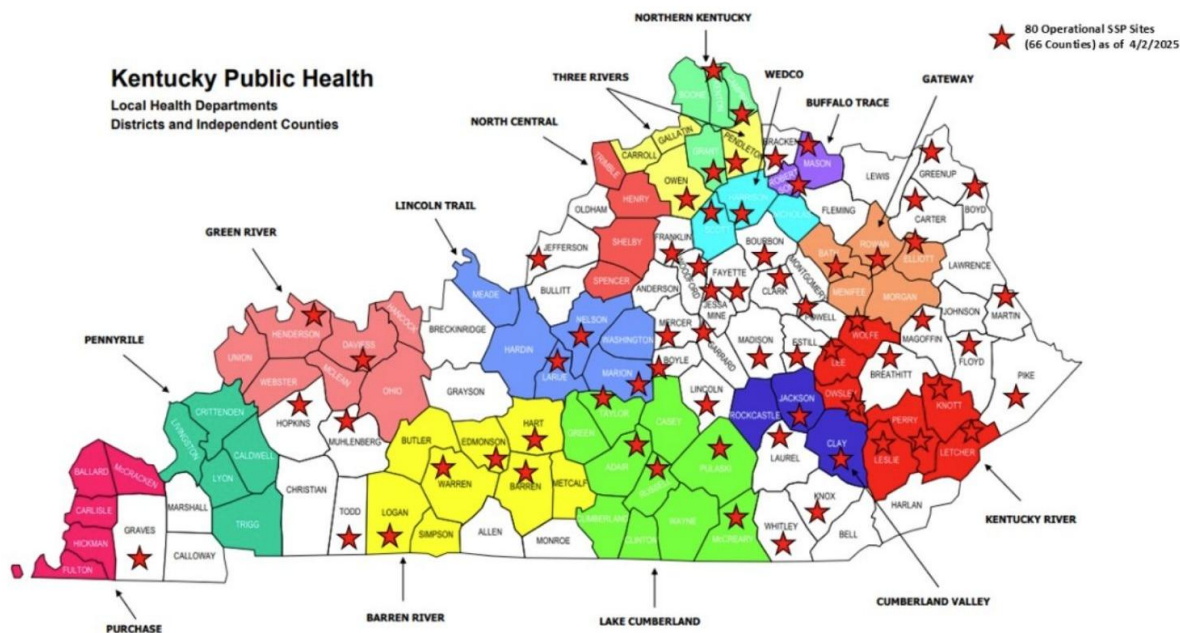 NORTHERN KENTUCKY
80 Operational SSP Sites
(66 Counties) as of 4/2/2025
Kentucky Public Health
Local Health Departments
Districts and Independent Counties
THREE RIVERS
WEDCO
GATEWAY
BUFFALO TRACE
NORTH CENTRAL
LINCOLN TRAIL
GREEN RIVER
PENNYRILE
BOONE
GALLATIN
CARROLL
TRIMBLE
GRANT
PENDLETON
BRACKEN
MASON
LEWIS
GREENUP
OWEN
HENRY
OLDHAM
FLEMING
CARTER
BOYD
HARRISON
SCOTT
NICHOLAS
SHELBY
JEFFERSON
FRANKLIN
BOURBON
BATH
ROWAN
ELLIOTT
LAWRENCE
SPENCER
BULLITT
ANDERSON
WOODFORD
FAYETTE
CLARK
MONTGOMERY
MENIFEE
MORGAN
MEADE
BRECKINRIDGE
HARDIN
NELSON
WASHINGTON
MERCER
JESSA
MINE
POWELL
JOHNSON
MARTIN
HANCOCK
HENDERSON
DAVIESS
UNION
WEBSTER
MCLEAN
OHIO
GRAYSON
LARUE
MARION
BOYLE
GARRARD
MADISON
ESTILL
LEE
WOLFE
MAGOFFIN
FLOYD
BREATHITT
PIKE
CRITTENDEN
LIVINGSTON
HOPKINS
MUHLENBERG
BUTLER
EDMONSON
HART
GREEN
TAYLOR
CASEY
LINCOLN
ROCKCASTLE
JACKSON
OWSLEY
PERRY
KNOTT
CALDWELL
LYON
BALLARD
McCRACKEN
WARREN
BARREN
METCALF
ADAIR
RUSSELL
PULASKI
LAUREL
CLAY
LESLIE
LETCHER
CARLISLE
MARSHALL
CHRISTIAN
TODD
LOGAN
SIMPSON
ALLEN
MONROE
CUMBERLAND
CLINTON
WAYNE
McCREARY
WHITLEY
KNOX
BELL
HARLAN
HICKMAN
GRAVES
TRIGG
CALLOWAY
FULTON
KENTUCKY RIVER
CUMBERLAND VALLEY
BARREN RIVER
LAKE CUMBERLAND
PURCHASE